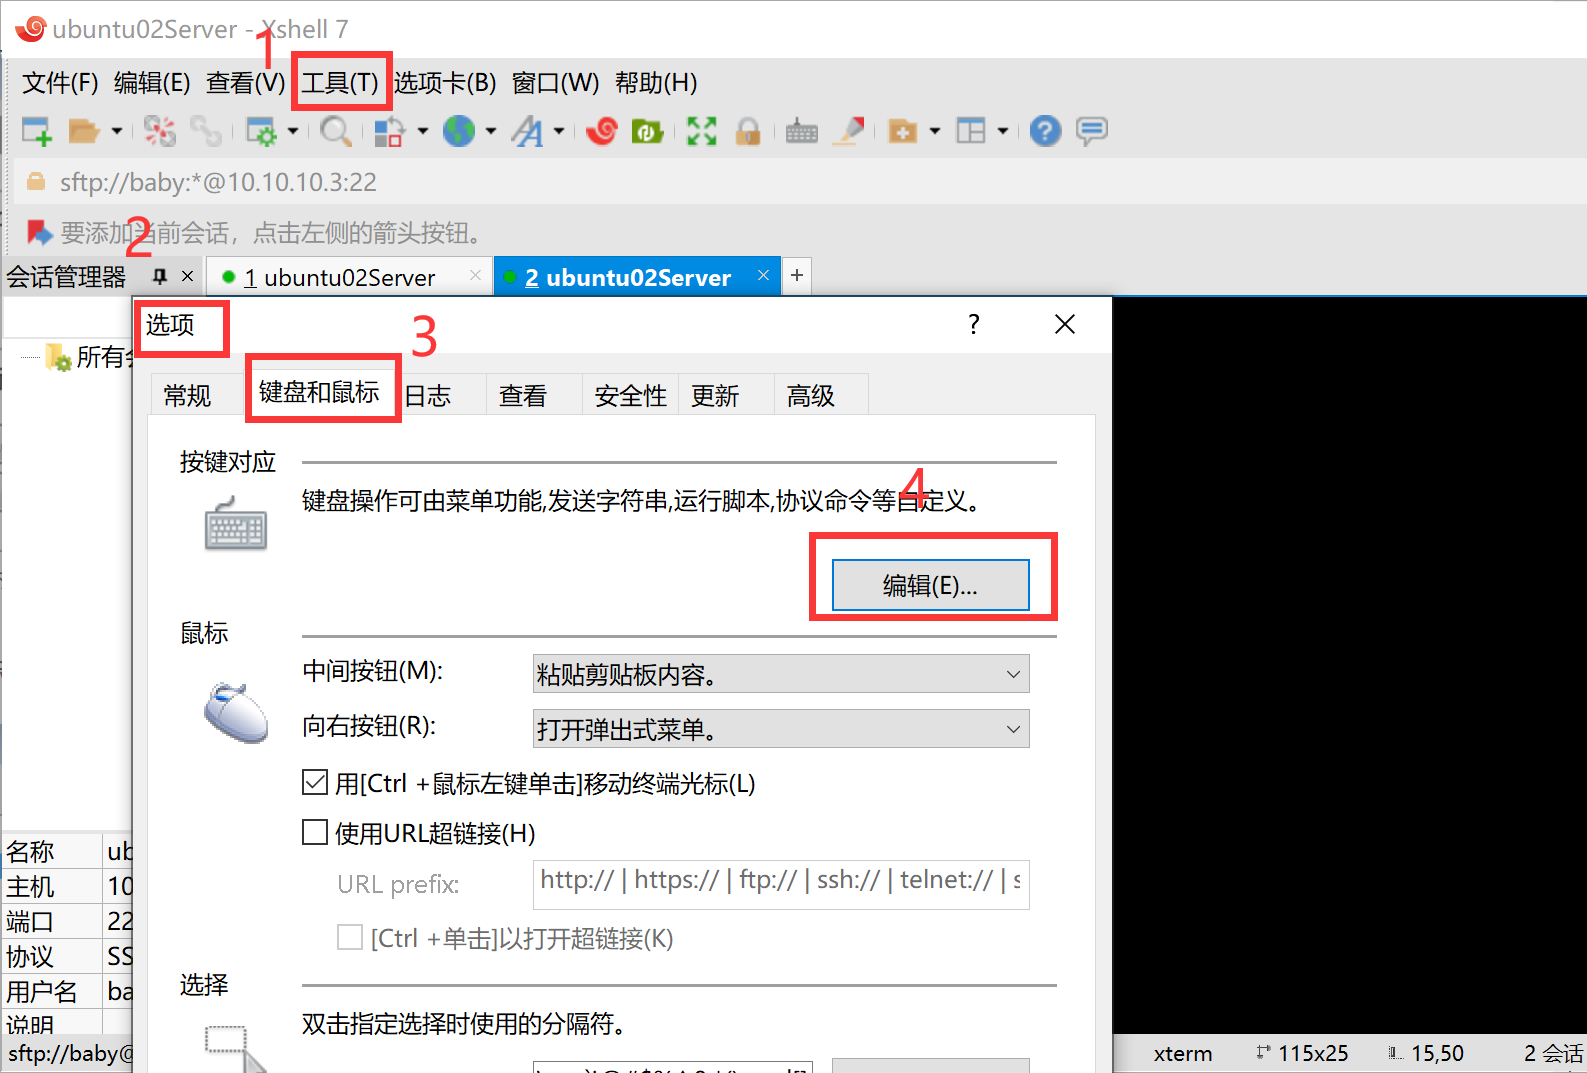 ubuntu02Server - Xshell 7
1
文件(F) 编辑(E) 查看(V) 工具(T) 选项卡(B) 窗口(W) 帮助(H)
sftp://baby:*@10.10.10.3:22
2
要添加当前会话，点击左侧的箭头按钮。
会话管理器
1 ubuntu02Server
2 ubuntu02Server
+
选项
?
3
所有
常规 键盘和鼠标 日志 查看 安全性 更新 高级
按键对应
4
键盘操作可由菜单功能,发送字符串,运行脚本,协议命令等自定义。
编辑(E)...
鼠标
中间按钮(M): 粘贴剪贴板内容。
向右按钮(R): 打开弹出式菜单。
用[Ctrl +鼠标左键单击]移动终端光标(L)
使用URL超链接(H)
URL prefix: http:// | https:// | ftp:// | ssh:// | telnet:// | s
[Ctrl +单击]以打开超链接(K)
选择
双击指定选择时使用的分隔符。
名称 ub
主机 10
端口 22
协议 SS
用户名 ba
说明
sftp://baby@
xterm 115x25 15,50 2 会话